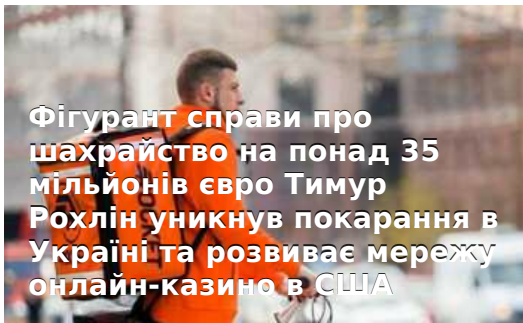 Фігурант справи про
шахрайство на понад 35
мільйонів євро Тимур
Рохлін уникнув покарання в
Україні та розвиває мережу
онлайн-казино в США